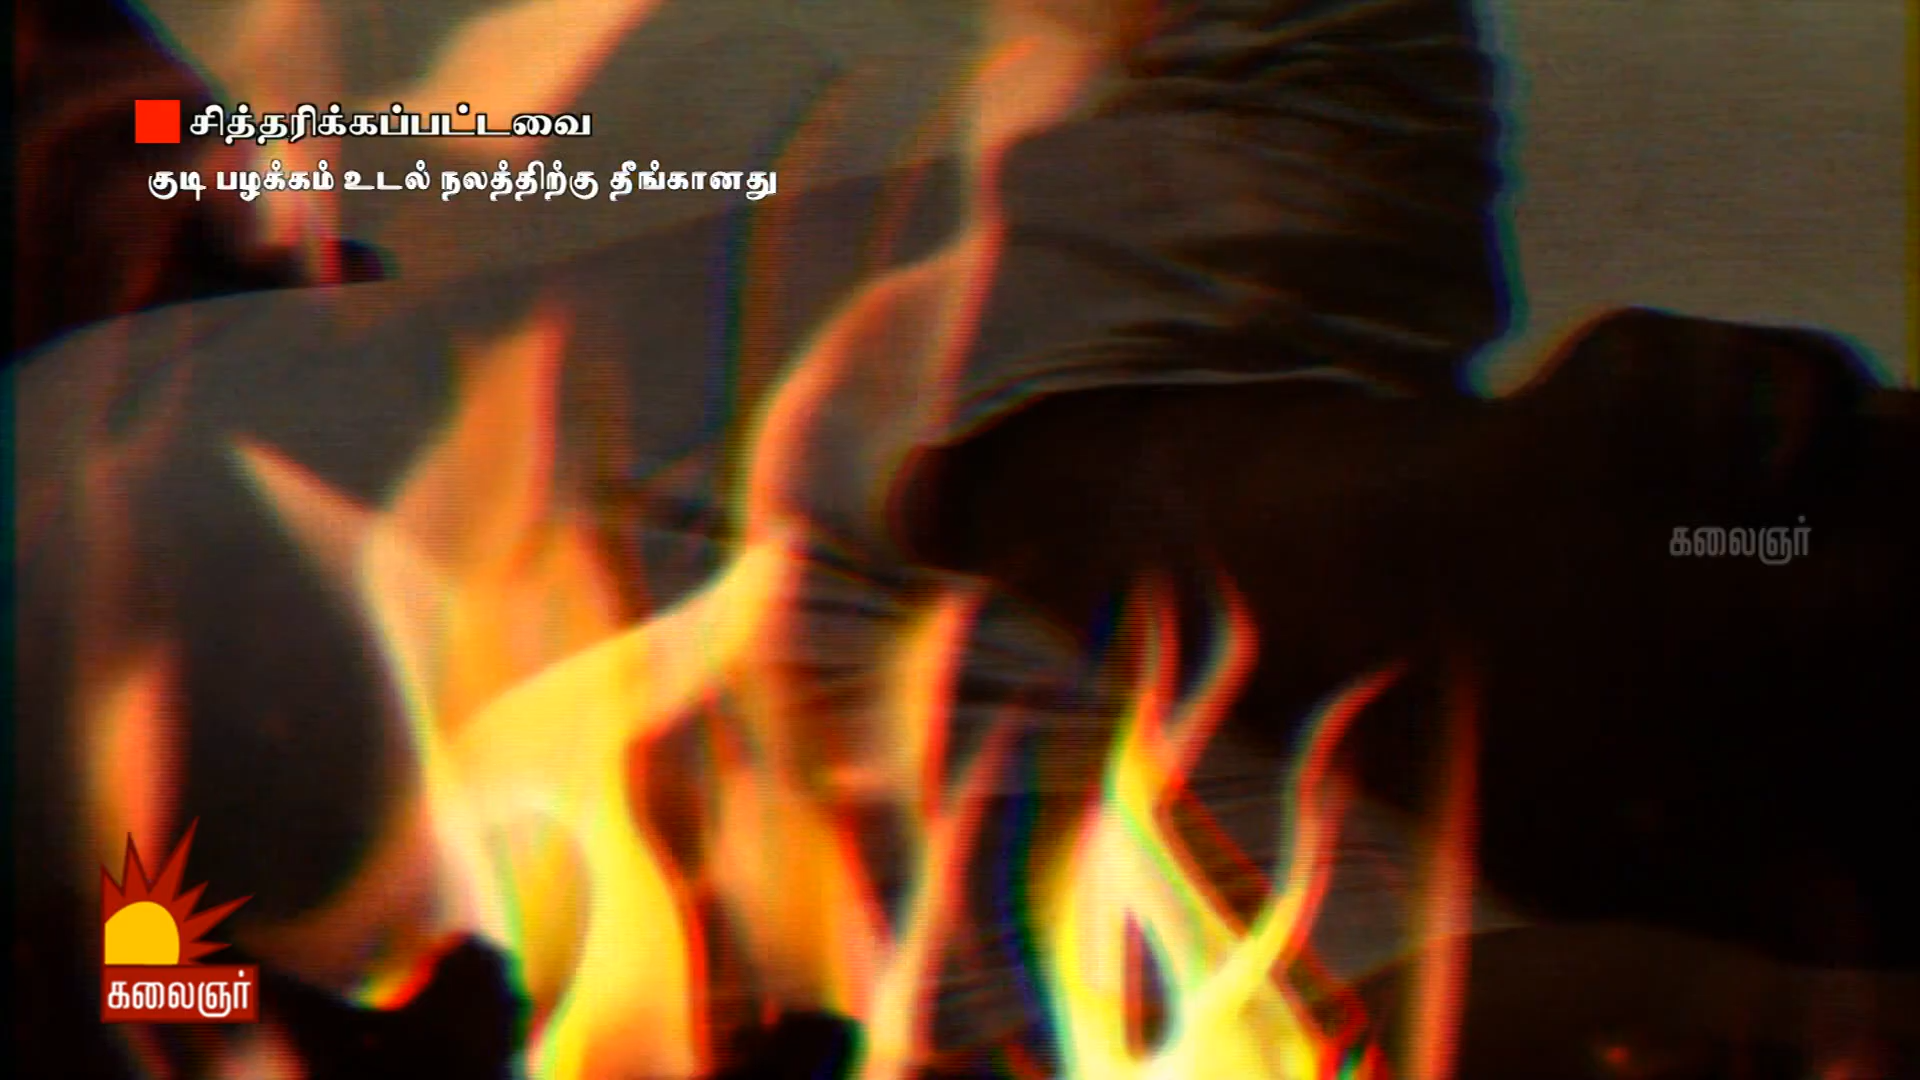 சித்தரிக்கப்பட்டவை
குடி பழக்கம் உடல் நலத்திற்கு தீங்கானது
கலைஞர்
கலைஞர்